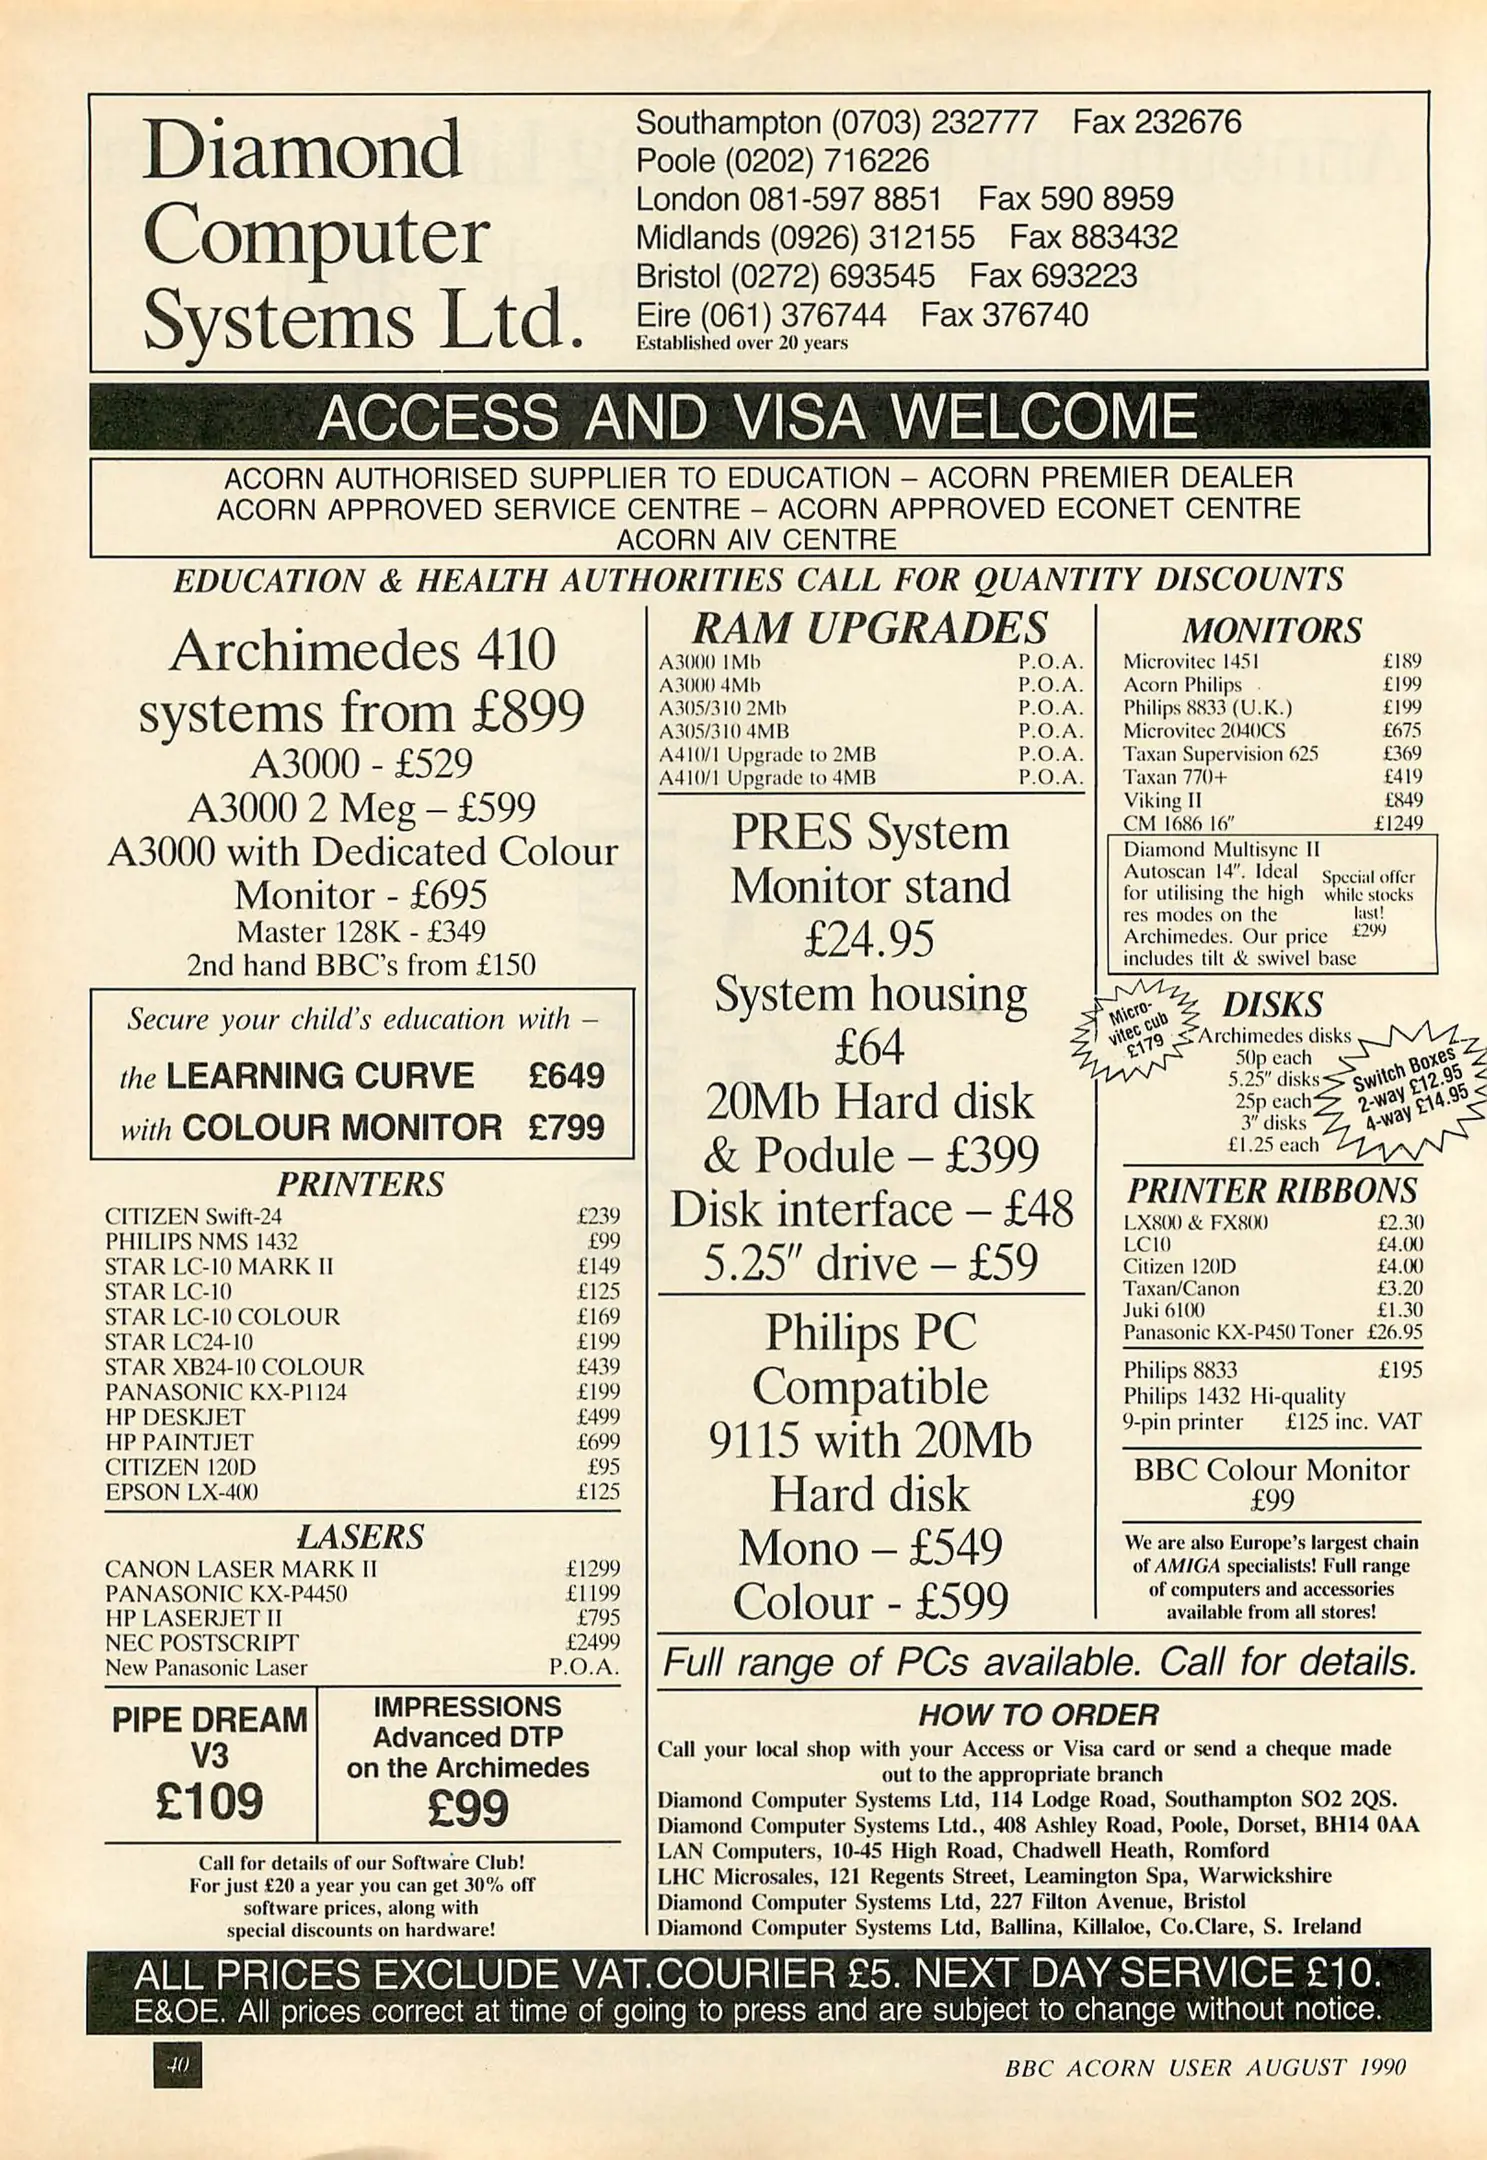 Diamond
Computer
Systems Ltd.
Southampton (0703) 232777 Fax 232676
Poole (0202) 716226
London 081-597 8851 Fax 590 8959
Midlands (0926) 312155 Fax 883432
Bristol (0272) 693545 Fax 693223
Eire (061) 376744 Fax 376740
Established over 20 years
ACCESS AND VISA WELCOME
ACORN AUTHORISED SUPPLIER TO EDUCATION – ACORN PREMIER DEALER
ACORN APPROVED SERVICE CENTRE – ACORN APPROVED ECONET CENTRE
ACORN AIV CENTRE
EDUCATION & HEALTH AUTHORITIES CALL FOR QUANTITY DISCOUNTS
Archimedes 410
systems from £899
A3000 - £529
A3000 2 Meg – £599
A3000 with Dedicated Colour
Monitor - £695
Master 128K - £349
2nd hand BBC's from £150
Secure your child's education with –
the LEARNING CURVE £649
with COLOUR MONITOR £799
PRINTERS
CITIZEN Swift-24 £239
PHILIPS NMS 1432 £99
STAR LC-10 MARK II £149
STAR LC-10 £125
STAR LC-10 COLOUR £169
STAR LC24-10 £199
STAR XB24-10 COLOUR £439
PANASONIC KX-P1124 £199
HP DESKJET £499
HP PAINTJET £699
CITIZEN 120D £95
EPSON LX-400 £125
LASERS
CANON LASER MARK II £1299
PANASONIC KX-P4450 £1199
HP LASERJET II £795
NEC POSTSCRIPT £2499
New Panasonic Laser P.O.A.
PIPE DREAM
V3
£109
IMPRESSIONS
Advanced DTP
on the Archimedes
£99
Call for details of our Software Club!
For just £20 a year you can get 30% off
software prices, along with
special discounts on hardware!
RAM UPGRADES
A3000 1Mb P.O.A.
A3000 4Mb P.O.A.
A305/310 2Mb P.O.A.
A305/310 4MB P.O.A.
A410/1 Upgrade to 2MB P.O.A.
A410/1 Upgrade to 4MB P.O.A.
PRES System
Monitor stand
£24.95
System housing
£64
20Mb Hard disk
& Podule – £399
Disk interface – £48
5.25" drive – £59
Philips PC
Compatible
9115 with 20Mb
Hard disk
Mono – £549
Colour - £599
MONITORS
Microvitec 1451 £189
Acorn Philips £199
Philips 8833 (U.K.) £199
Microvitec 2040CS £675
Taxan Supervision 625 £369
Taxan 770+ £419
Viking II £849
CM 1686 16" £1249
Diamond Multisync II
Autoscan 14". Ideal
for utilising the high
res modes on the
Archimedes. Our price
includes tilt & swivel base
Special offer
while stocks
last!
£299
Micro-
vitec cub
£179
DISKS
Archimedes disks
50p each
5.25" disks
25p each
3" disks
£1.25 each
Switch Boxes
2-way £12.95
4-way £14.95
PRINTER RIBBONS
LX800 & FX800 £2.30
LC10 £4.00
Citizen 120D £4.00
Taxan/Canon £3.20
Juki 6100 £1.30
Panasonic KX-P450 Toner £26.95
Philips 8833 £195
Philips 1432 Hi-quality
9-pin printer £125 inc. VAT
BBC Colour Monitor
£99
We are also Europe's largest chain
of AMIGA specialists! Full range
of computers and accessories
available from all stores!
Full range of PCs available. Call for details.
HOW TO ORDER
Call your local shop with your Access or Visa card or send a cheque made
out to the appropriate branch
Diamond Computer Systems Ltd, 114 Lodge Road, Southampton SO2 2QS.
Diamond Computer Systems Ltd., 408 Ashley Road, Poole, Dorset, BH14 0AA
LAN Computers, 10-45 High Road, Chadwell Heath, Romford
LHC Microsales, 121 Regents Street, Leamington Spa, Warwickshire
Diamond Computer Systems Ltd, 227 Filton Avenue, Bristol
Diamond Computer Systems Ltd, Ballina, Killaloe, Co.Clare, S. Ireland
ALL PRICES EXCLUDE VAT.COURIER £5. NEXT DAY SERVICE £10.
E&OE. All prices correct at time of going to press and are subject to change without notice.
40
BBC ACORN USER AUGUST 1990